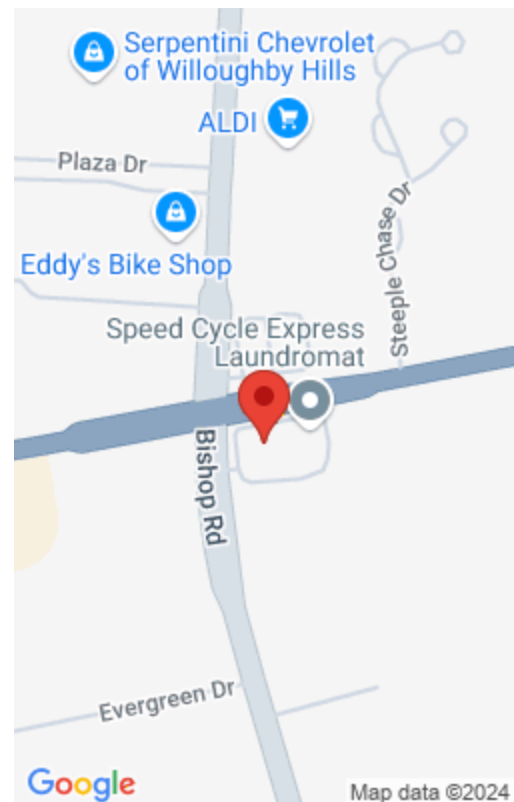 Serpentini Chevrolet
of Willoughby Hills
ALDI
Plaza Dr
Steeple Chase Dr
Eddy's Bike Shop
Speed Cycle Express
Laundromat
Bishop Rd
Evergreen Dr
Google
Map data ©2024